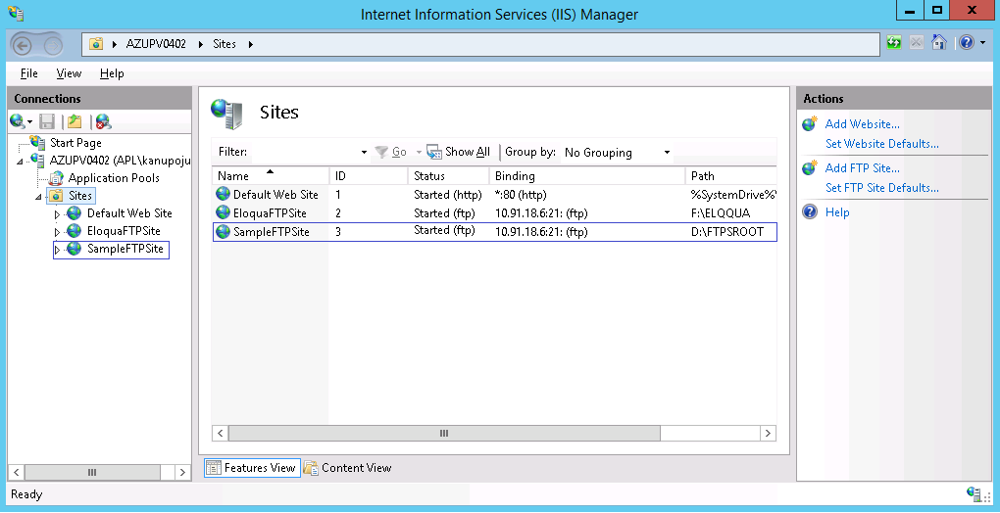 Internet Information Services (IIS) Manager
AZUPV0402 Sites
File View Help
Connections
Start Page
AZUPV0402 (APL\kanupoju
Application Pools
Sites
Default Web Site
EloquaFTPSite
SampleFTPSite
Sites
Filter: Go Show All Group by: No Grouping
Name ID Status Binding Path
Default Web Site 1 Started (http) *:80 (http) %SystemDrive%
EloquaFTPSite 2 Started (ftp) 10.91.18.6:21: (ftp) F:\ELQQUA
SampleFTPSite 3 Started (ftp) 10.91.18.6:21: (ftp) D:\FTPSROOT
Features View Content View
Actions
Add Website...
Set Website Defaults...
Add FTP Site...
Set FTP Site Defaults...
Help
Ready